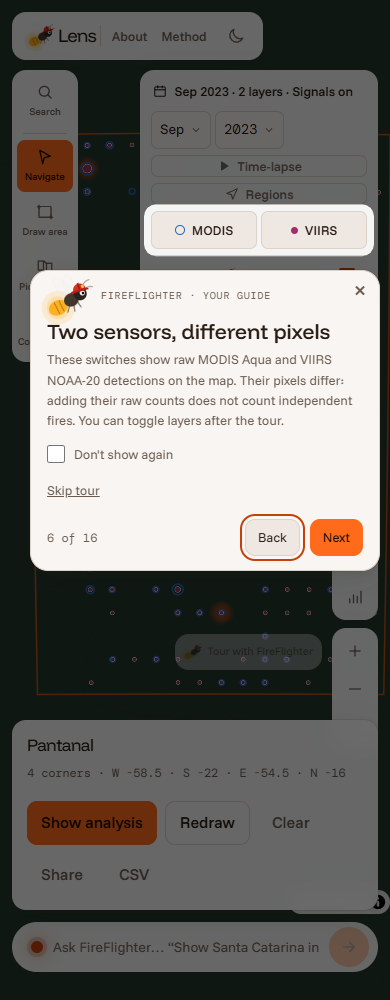 Lens
About
Method
Search
Sep 2023 · 2 layers · Signals on
Sep
2023
Time-lapse
Navigate
Regions
Draw area
MODIS
VIIRS
FIREFLIGHTER · YOUR GUIDE
Two sensors, different pixels
These switches show raw MODIS Aqua and VIIRS
NOAA-20 detections on the map. Their pixels differ:
adding their raw counts does not count independent
fires. You can toggle layers after the tour.
Don't show again
Skip tour
6 of 16
Back
Next
Tour with FireFlighter
Pantanal
4 corners · W -58.5 · S -22 · E -54.5 · N -16
Show analysis
Redraw
Clear
Share
CSV
Ask FireFlighter… “Show Santa Catarina in